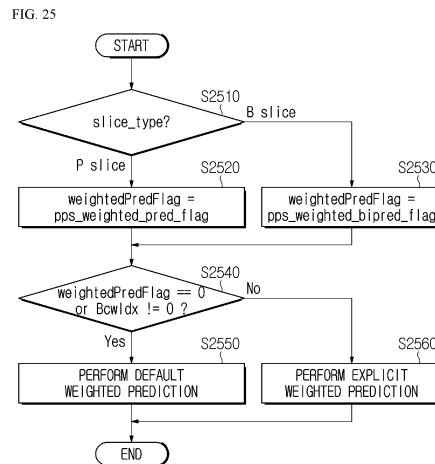 FIG. 25
START
S2510
slice_type?
B slice
P slice
S2520
S2530
weightedPredFlag =
pps_weighted_pred_flag
weightedPredFlag =
pps_weighted_bipred_flag
S2540
weightedPredFlag == 0
or BcwIdx != 0 ?
No
Yes
S2550
S2560
PERFORM DEFAULT
WEIGHTED PREDICTION
PERFORM EXPLICIT
WEIGHTED PREDICTION
END